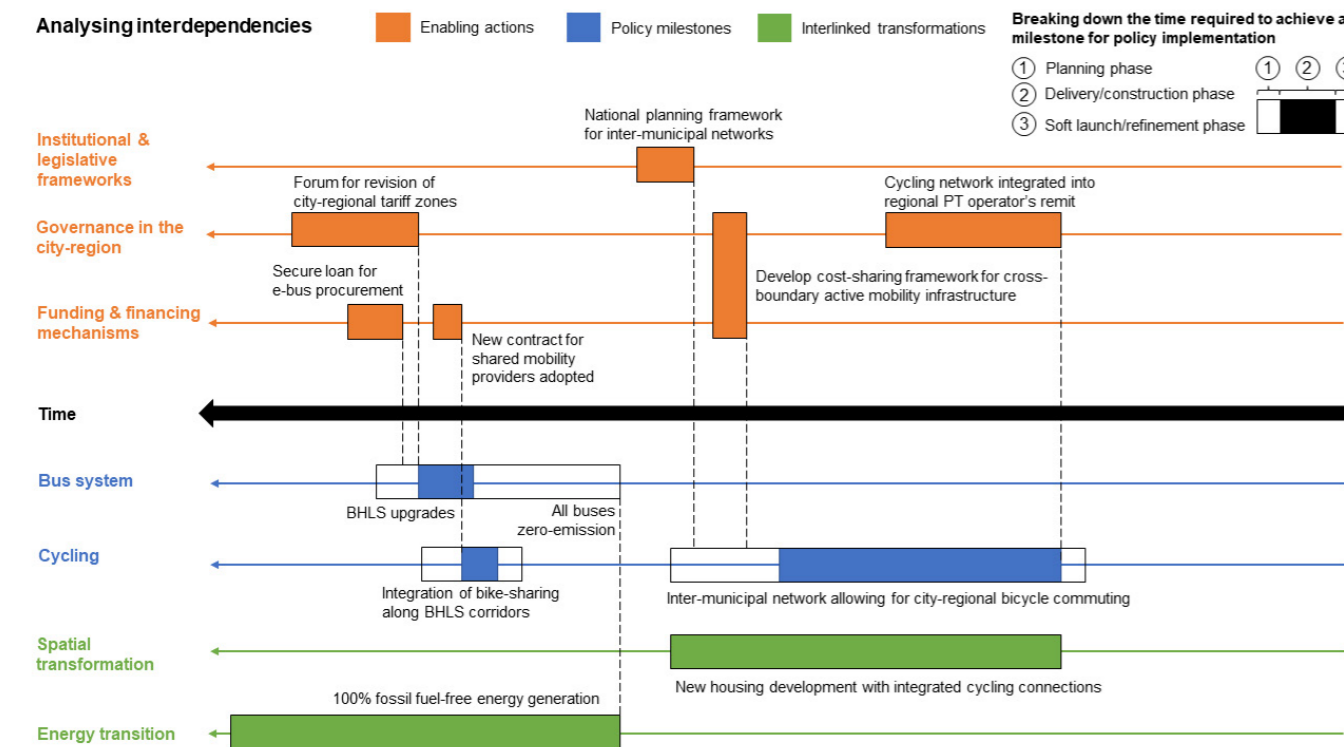 Analysing interdependencies
Enabling actions
Policy milestones
Interlinked transformations
Breaking down the time required to achieve a
milestone for policy implementation
1 Planning phase
2 Delivery/construction phase
3 Soft launch/refinement phase
1 2 3
National planning framework
for inter-municipal networks
Institutional &
legislative
frameworks
Forum for revision of
city-regional tariff zones
Cycling network integrated into
regional PT operator's remit
Governance in the
city-region
Secure loan for
e-bus procurement
Develop cost-sharing framework for cross-
boundary active mobility infrastructure
Funding & financing
mechanisms
New contract for
shared mobility
providers adopted
Time
Bus system
BHLS upgrades
All buses
zero-emission
Cycling
Integration of bike-sharing
along BHLS corridors
Inter-municipal network allowing for city-regional bicycle commuting
Spatial
transformation
New housing development with integrated cycling connections
100% fossil fuel-free energy generation
Energy transition